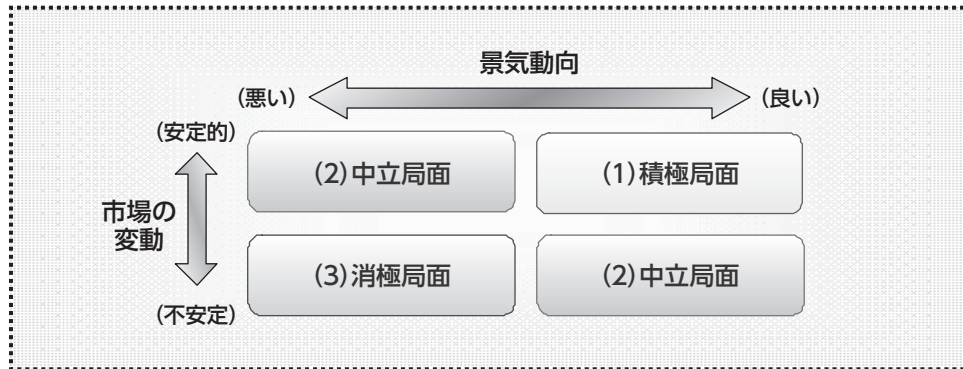 景気動向
(悪い)
(良い)
(安定的)
(2)中立局面
(1)積極局面
市場の
変動
(3)消極局面
(2)中立局面
(不安定)